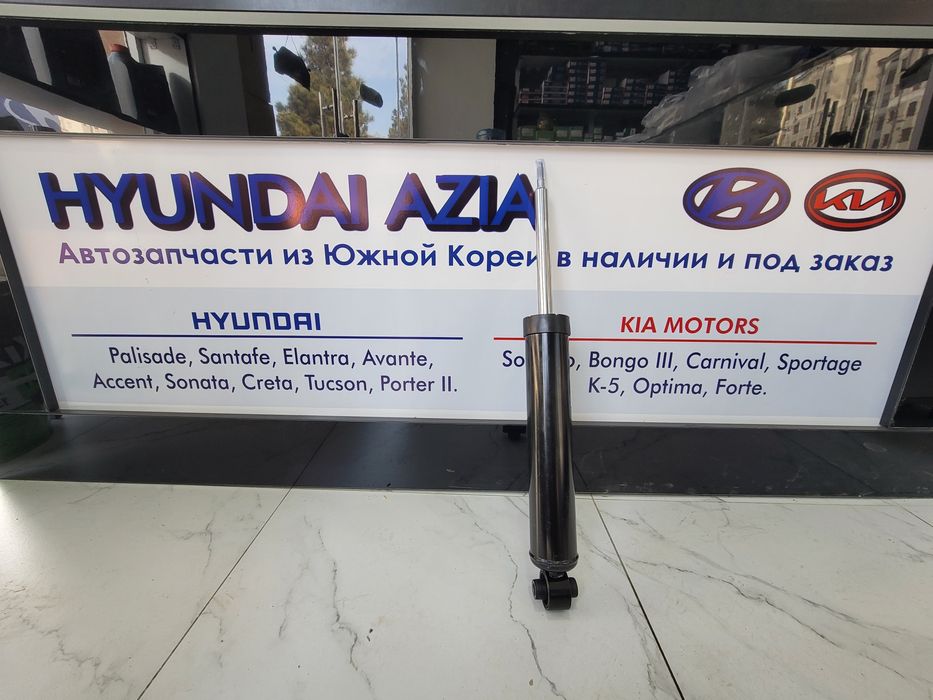 HYUNDAI AZIA
KIA
Автозапчасти из Южной Кореи в наличии и под заказ
HYUNDAI
Palisade, Santafe, Elantra, Avante,
Accent, Sonata, Creta, Tucson, Porter II.
KIA MOTORS
Bongo III, Carnival, Sportage
K-5, Optima, Forte.